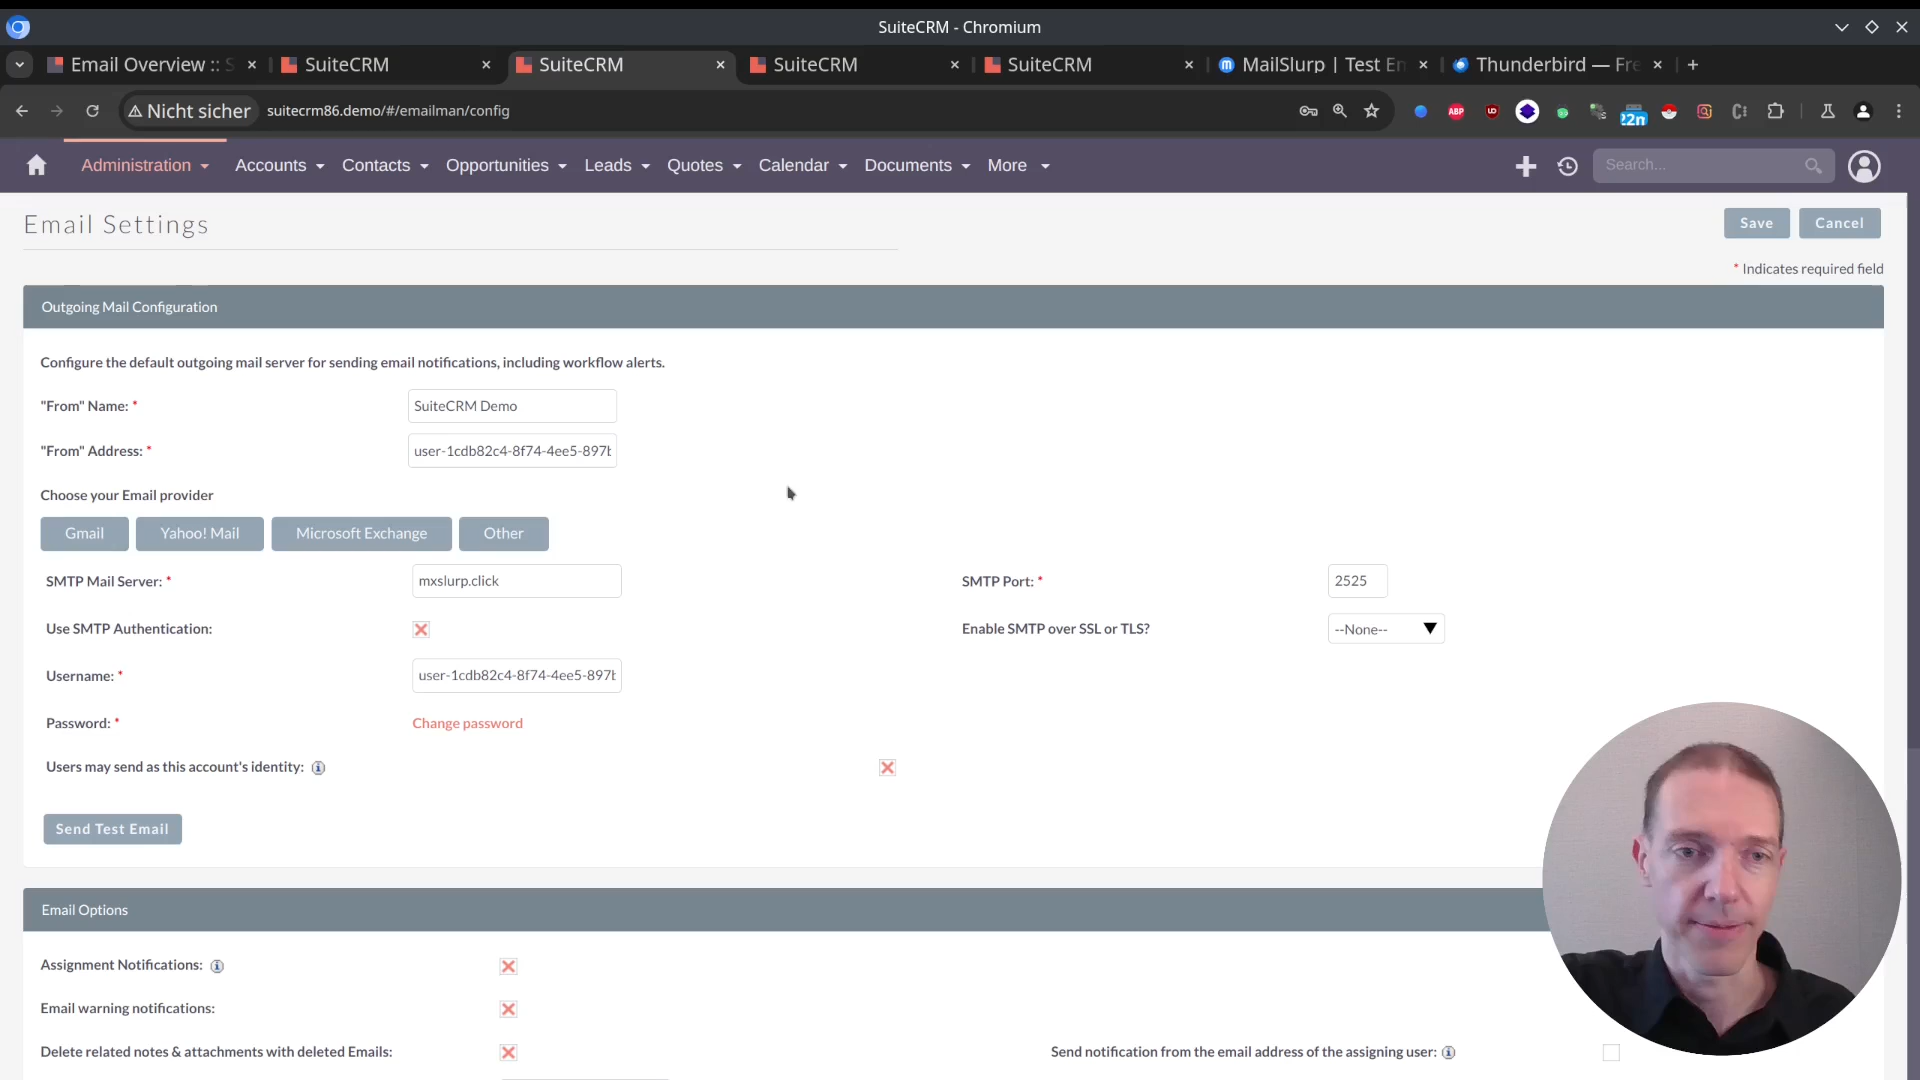 SuiteCRM - Chromium
Email Overview :: S
SuiteCRM
SuiteCRM
SuiteCRM
SuiteCRM
MailSlurp | Test En
Thunderbird — Fre
Nicht sicher
suitecrm86.demo/#/emailman/config
ABP
22n
Administration
Accounts
Contacts
Opportunities
Leads
Quotes
Calendar
Documents
More
Search...
Email Settings
Save
Cancel
* Indicates required field
Outgoing Mail Configuration
Configure the default outgoing mail server for sending email notifications, including workflow alerts.
"From" Name: *
SuiteCRM Demo
"From" Address: *
user-1cdb82c4-8f74-4ee5-897b
Choose your Email provider
Gmail
Yahoo! Mail
Microsoft Exchange
Other
SMTP Mail Server: *
mxslurp.click
SMTP Port: *
2525
Use SMTP Authentication:
Enable SMTP over SSL or TLS?
--None--
Username: *
user-1cdb82c4-8f74-4ee5-897b
Password: *
Change password
Users may send as this account's identity:
Send Test Email
Email Options
Assignment Notifications:
Email warning notifications:
Delete related notes & attachments with deleted Emails:
Send notification from the email address of the assigning user: